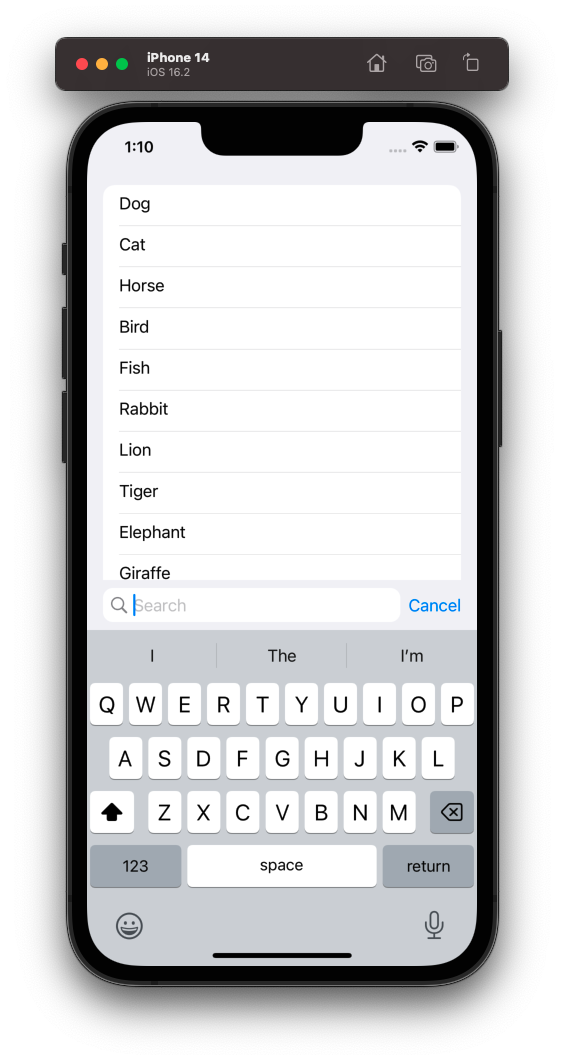 iPhone 14
iOS 16.2
1:10
Dog
Cat
Horse
Bird
Fish
Rabbit
Lion
Tiger
Elephant
Giraffe
Search Cancel
I The I’m
Q W E R T Y U I O P
A S D F G H J K L
Z X C V B N M
123 space return